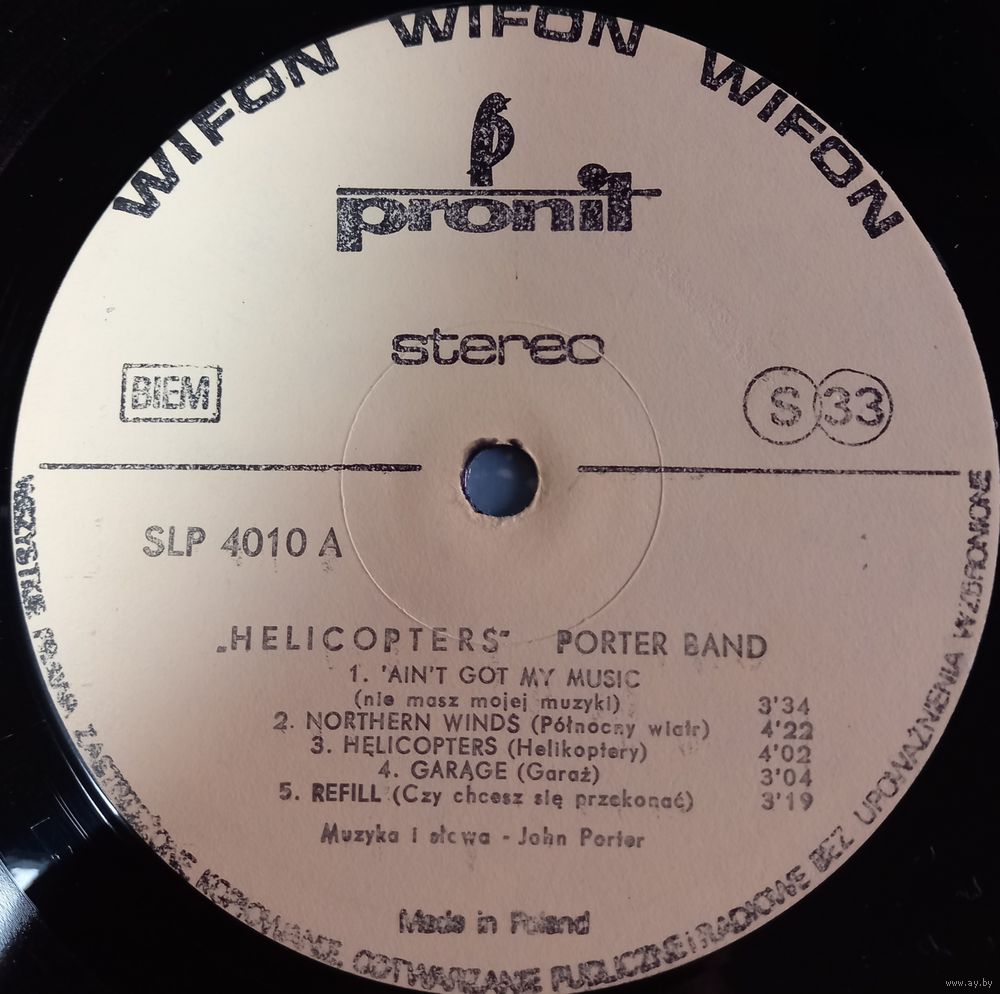 WIFON WIFON WIFON
pronit
stereo
BIEM
S 33
SLP 4010 A
„HELICOPTERS” PORTER BAND
1. 'AIN'T GOT MY MUSIC
(nie masz mojej muzyki) 3'34
2. NORTHERN WINDS (Północny wiatr) 4'22
3. HELICOPTERS (Helikoptery) 4'02
4. GARAGE (Garaż) 3'04
5. REFILL (Czy chcesz się przekonać) 3'19
Muzyka i słowa - John Porter
Made in Poland
WSZYSTKIE PRAWA ZASTRZEŻONE KOPIOWANIE, ODTWARZANIE PUBLICZNE i RADIOWE BEZ UPOWAŻNIENIA WZBRONIONE
www.ay.by